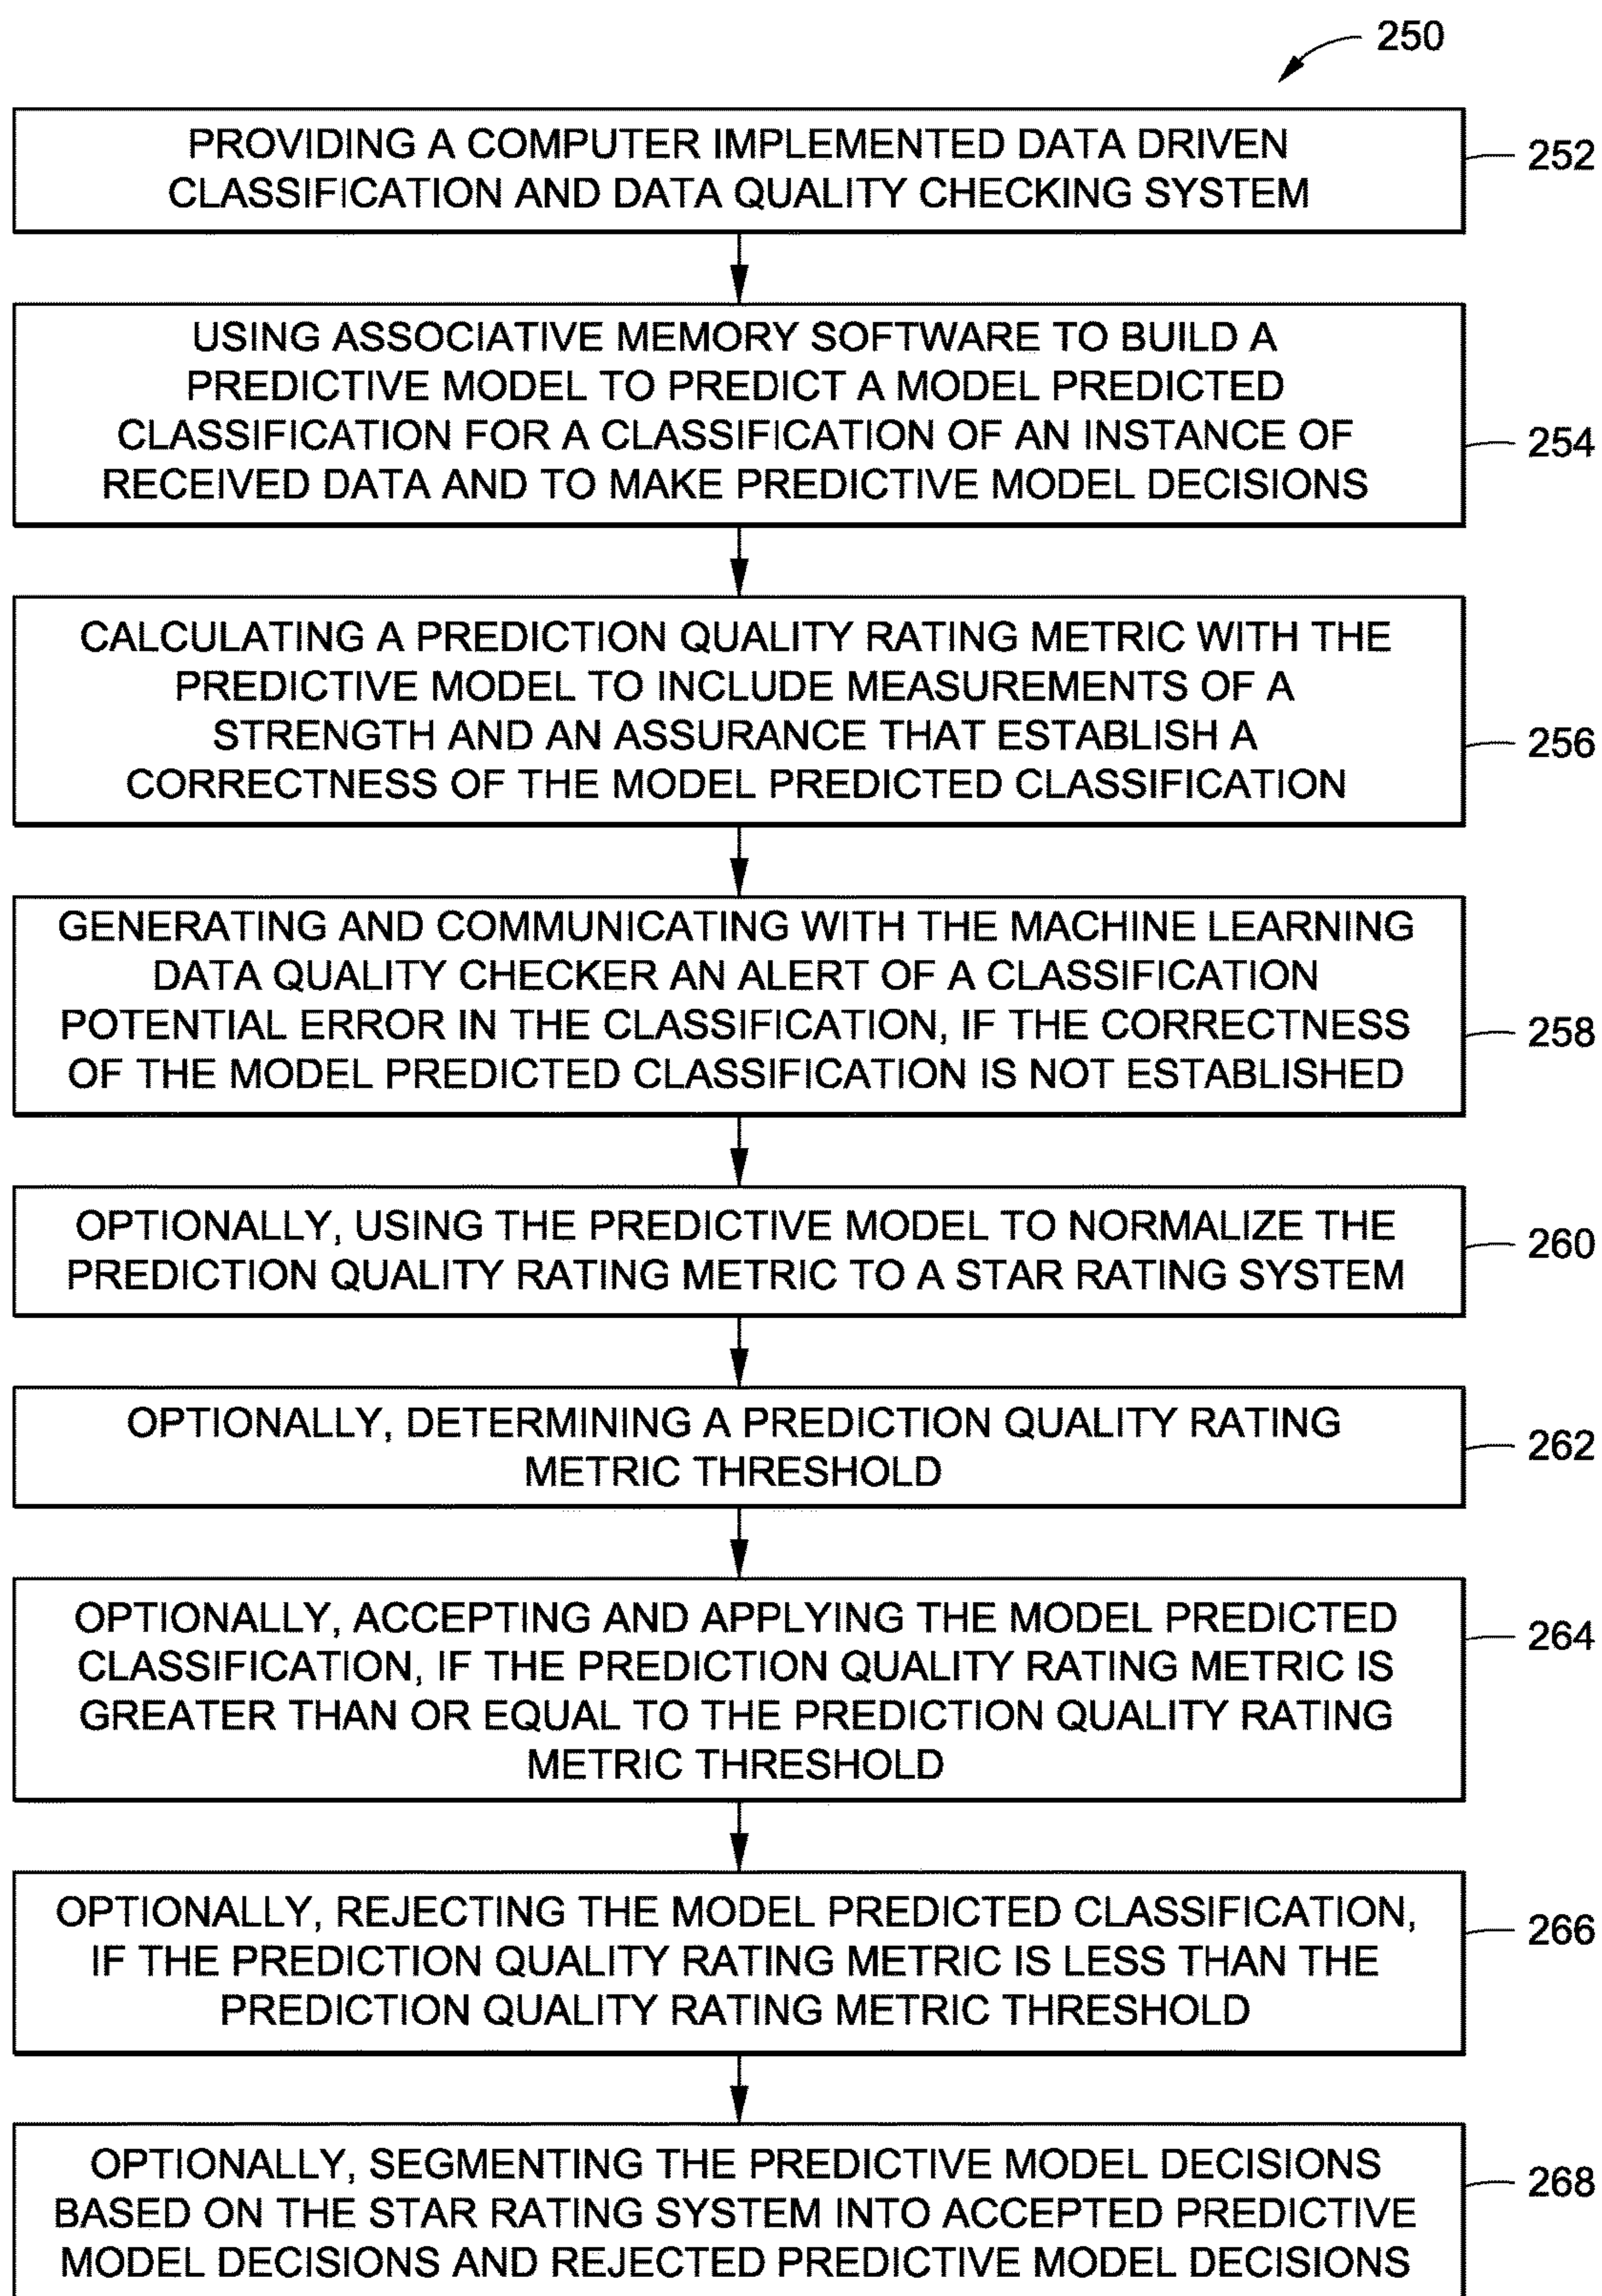 250
PROVIDING A COMPUTER IMPLEMENTED DATA DRIVEN
CLASSIFICATION AND DATA QUALITY CHECKING SYSTEM
252
USING ASSOCIATIVE MEMORY SOFTWARE TO BUILD A
PREDICTIVE MODEL TO PREDICT A MODEL PREDICTED
CLASSIFICATION FOR A CLASSIFICATION OF AN INSTANCE OF
RECEIVED DATA AND TO MAKE PREDICTIVE MODEL DECISIONS
254
CALCULATING A PREDICTION QUALITY RATING METRIC WITH THE
PREDICTIVE MODEL TO INCLUDE MEASUREMENTS OF A
STRENGTH AND AN ASSURANCE THAT ESTABLISH A
CORRECTNESS OF THE MODEL PREDICTED CLASSIFICATION
256
GENERATING AND COMMUNICATING WITH THE MACHINE LEARNING
DATA QUALITY CHECKER AN ALERT OF A CLASSIFICATION
POTENTIAL ERROR IN THE CLASSIFICATION, IF THE CORRECTNESS
OF THE MODEL PREDICTED CLASSIFICATION IS NOT ESTABLISHED
258
OPTIONALLY, USING THE PREDICTIVE MODEL TO NORMALIZE THE
PREDICTION QUALITY RATING METRIC TO A STAR RATING SYSTEM
260
OPTIONALLY, DETERMINING A PREDICTION QUALITY RATING
METRIC THRESHOLD
262
OPTIONALLY, ACCEPTING AND APPLYING THE MODEL PREDICTED
CLASSIFICATION, IF THE PREDICTION QUALITY RATING METRIC IS
GREATER THAN OR EQUAL TO THE PREDICTION QUALITY RATING
METRIC THRESHOLD
264
OPTIONALLY, REJECTING THE MODEL PREDICTED CLASSIFICATION,
IF THE PREDICTION QUALITY RATING METRIC IS LESS THAN THE
PREDICTION QUALITY RATING METRIC THRESHOLD
266
OPTIONALLY, SEGMENTING THE PREDICTIVE MODEL DECISIONS
BASED ON THE STAR RATING SYSTEM INTO ACCEPTED PREDICTIVE
MODEL DECISIONS AND REJECTED PREDICTIVE MODEL DECISIONS
268